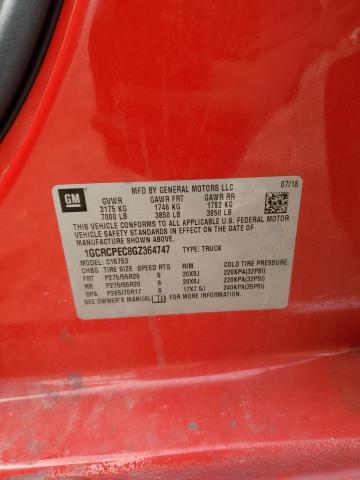 GM
MFD BY GENERAL MOTORS LLC 07/16
GVWR GAWR FRT GAWR RR
3175 KG 1746 KG 1792 KG
7000 LB 3850 LB 3950 LB
THIS VEHICLE CONFORMS TO ALL APPLICABLE U.S. FEDERAL MOTOR
VEHICLE SAFETY AND THEFT PREVENTION STANDARDS IN
EFFECT ON THE DATE OF
MANUFACTURE SHOWN ABOVE.
1GCRCPEC8GZ364747 TYPE: TRUCK
MODEL: C15753
CHBG TIRE SIZE SPEED RTG RIM COLD TIRE PRESSURE
FRT P275/55R20 S 20X9J 220KPA(32PSI)
RR P275/55R20 S 20X9J 220KPA(32PSI)
SPA P265/70R17 S 17X7.5J 240KPA(35PSI)
SEE OWNER'S MANUAL FOR MORE INFORMATION